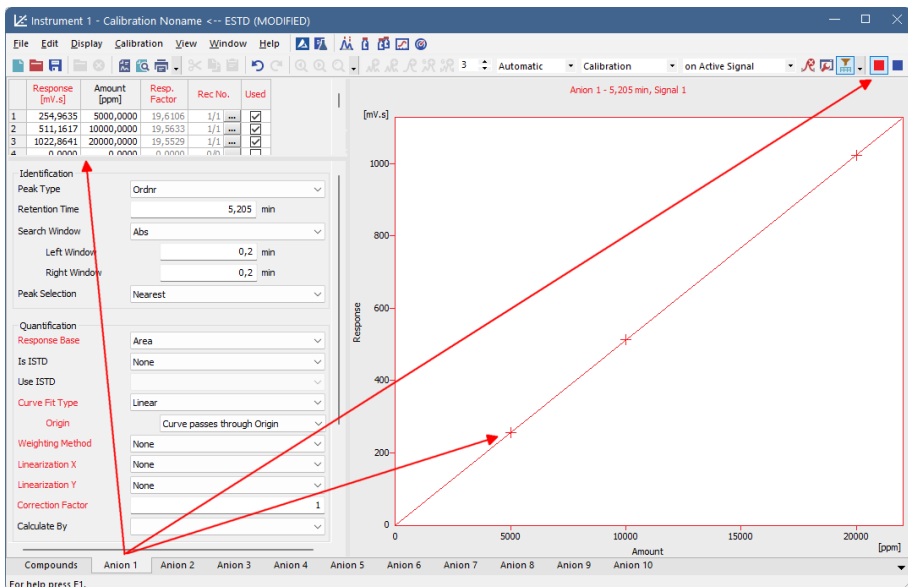 Instrument 1 - Calibration Noname <-- ESTD (MODIFIED)
File Edit Display Calibration View Window Help
3 Automatic Calibration on Active Signal
Response [mV.s] Amount [ppm] Resp. Factor Rec No. Used
1 254,9635 5000,0000 19,6106 1/1 ...
2 511,1617 10000,0000 19,5633 1/1 ...
3 1022,8641 20000,0000 19,5529 1/1 ...
4 0,0000 0,0000 0,0000 0/0
Identification
Peak Type Ordnr
Retention Time 5,205 min
Search Window Abs
Left Window 0,2 min
Right Window 0,2 min
Peak Selection Nearest
Quantification
Response Base Area
Is ISTD None
Use ISTD
Curve Fit Type Linear
Origin Curve passes through Origin
Weighting Method None
Linearization X None
Linearization Y None
Correction Factor 1
Calculate By
Anion 1 - 5,205 min, Signal 1
[mV.s]
1000
800
600
400
200
0
Response
0 5000 10000 15000 20000
Amount [ppm]
Compounds Anion 1 Anion 2 Anion 3 Anion 4 Anion 5 Anion 6 Anion 7 Anion 8 Anion 9 Anion 10
For help press F1.